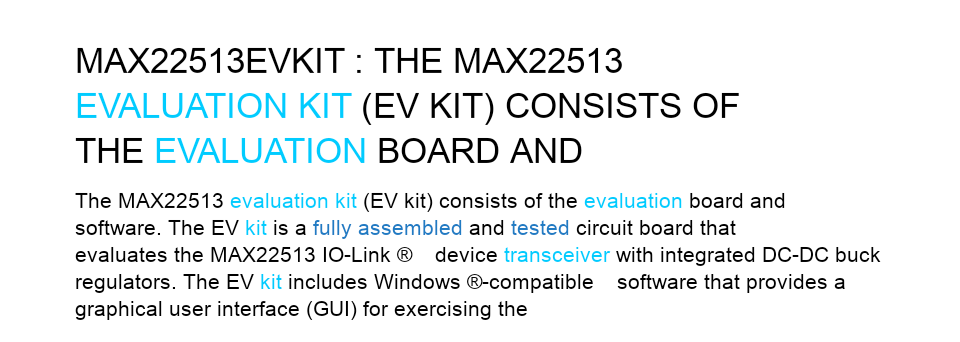 MAX22513EVKIT : THE MAX22513
EVALUATION KIT (EV KIT) CONSISTS OF
THE EVALUATION BOARD AND
The MAX22513 evaluation kit (EV kit) consists of the evaluation board and
software. The EV kit is a fully assembled and tested circuit board that
evaluates the MAX22513 IO-Link ® device transceiver with integrated DC-DC buck
regulators. The EV kit includes Windows ®-compatible software that provides a
graphical user interface (GUI) for exercising the